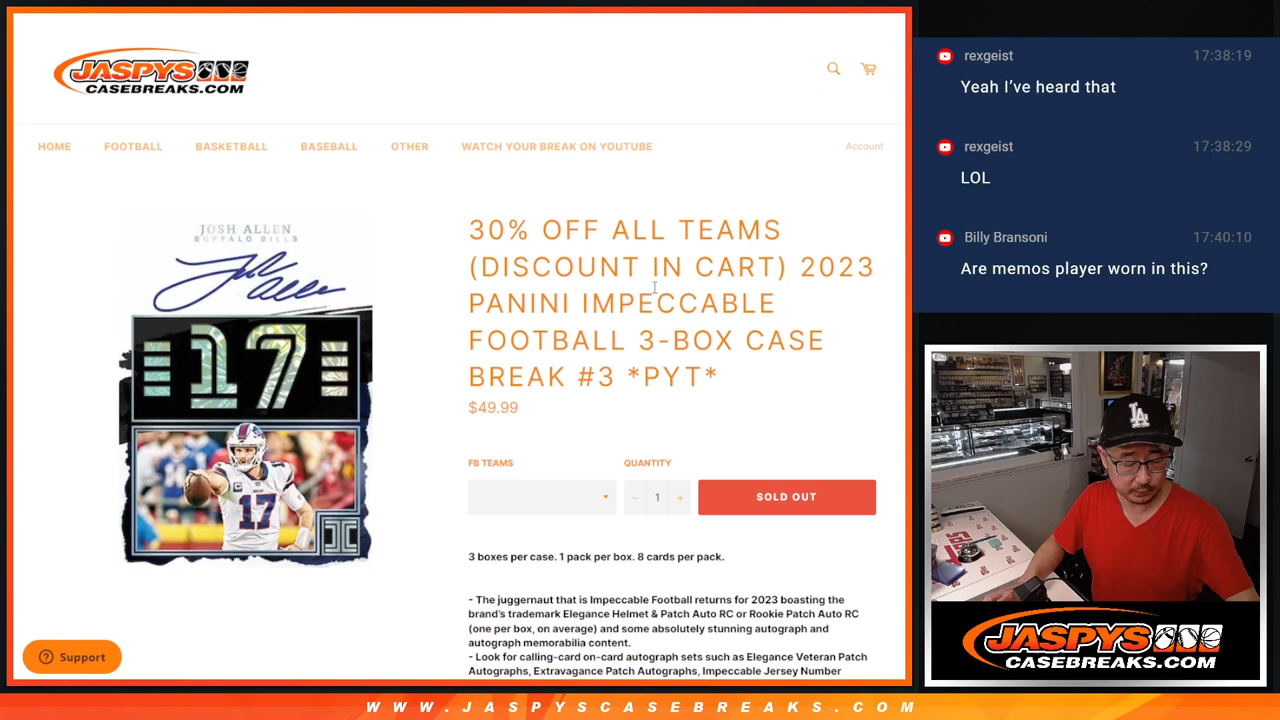 JASPYS
CASEBREAKS.COM
HOME FOOTBALL BASKETBALL BASEBALL OTHER WATCH YOUR BREAK ON YOUTUBE Account
JOSH ALLEN
BUFFALO BILLS
17
17
30% OFF ALL TEAMS
(DISCOUNT IN CART) 2023
PANINI IMPECCABLE
FOOTBALL 3-BOX CASE
BREAK #3 *PYT*
$49.99
FB TEAMS QUANTITY
− 1 + SOLD OUT
3 boxes per case. 1 pack per box. 8 cards per pack.
- The juggernaut that is Impeccable Football returns for 2023 boasting the
brand's trademark Elegance Helmet & Patch Auto RC or Rookie Patch Auto RC
(one per box, on average) and some absolutely stunning autograph and
autograph memorabilia content.
- Look for calling-card on-card autograph sets such as Elegance Veteran Patch
Autographs, Extravagance Patch Autographs, Impeccable Jersey Number
Support
rexgeist 17:38:19
Yeah I've heard that
rexgeist 17:38:29
LOL
Billy Bransoni 17:40:10
Are memos player worn in this?
LA
JASPYS
CASEBREAKS.COM
WWW.JASPYSCASEBREAKS.COM